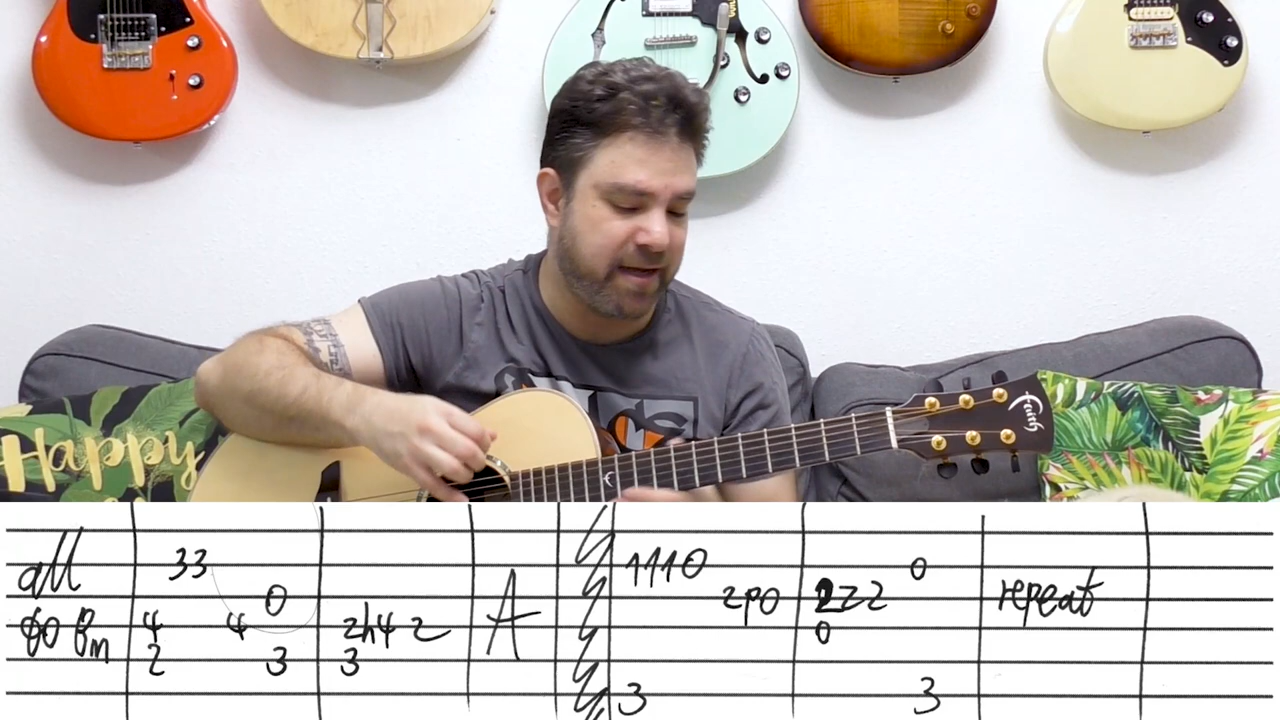 Faith
Happy
33 1110 0
all 0 2p0 222 repeat
60 Bm 4 4 2h4 2 A 0
2 3 3
3 3